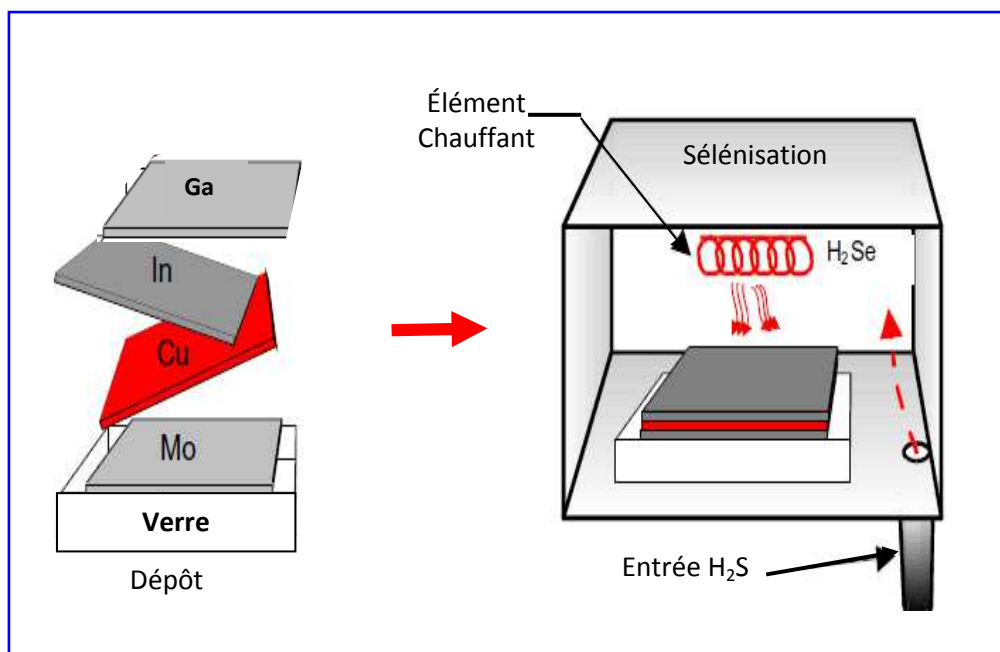 Ga
In
Cu
Mo
Verre
Dépôt
Élément
Chauffant
Sélénisation
H₂Se
Entrée H₂S